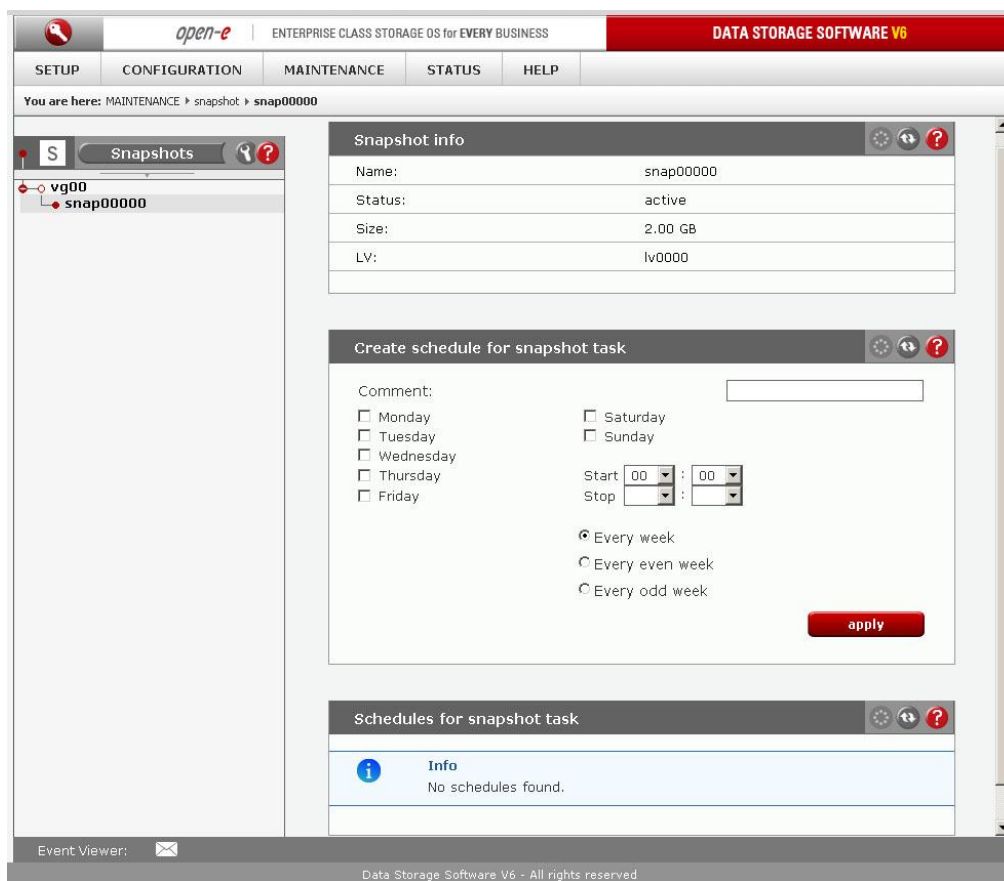 open-e ENTERPRISE CLASS STORAGE OS for EVERY BUSINESS DATA STORAGE SOFTWARE V6
SETUP CONFIGURATION MAINTENANCE STATUS HELP
You are here: MAINTENANCE snapshot snap00000
S Snapshots ?
vg00
snap00000
Snapshot info ?
Name: snap00000
Status: active
Size: 2.00 GB
LV: lv0000
Create schedule for snapshot task ?
Comment:
Monday
Tuesday
Wednesday
Thursday
Friday
Saturday
Sunday
Start 00 : 00
Stop :
Every week
Every even week
Every odd week
apply
Schedules for snapshot task ?
i Info
No schedules found.
Event Viewer:
Data Storage Software V6 - All rights reserved